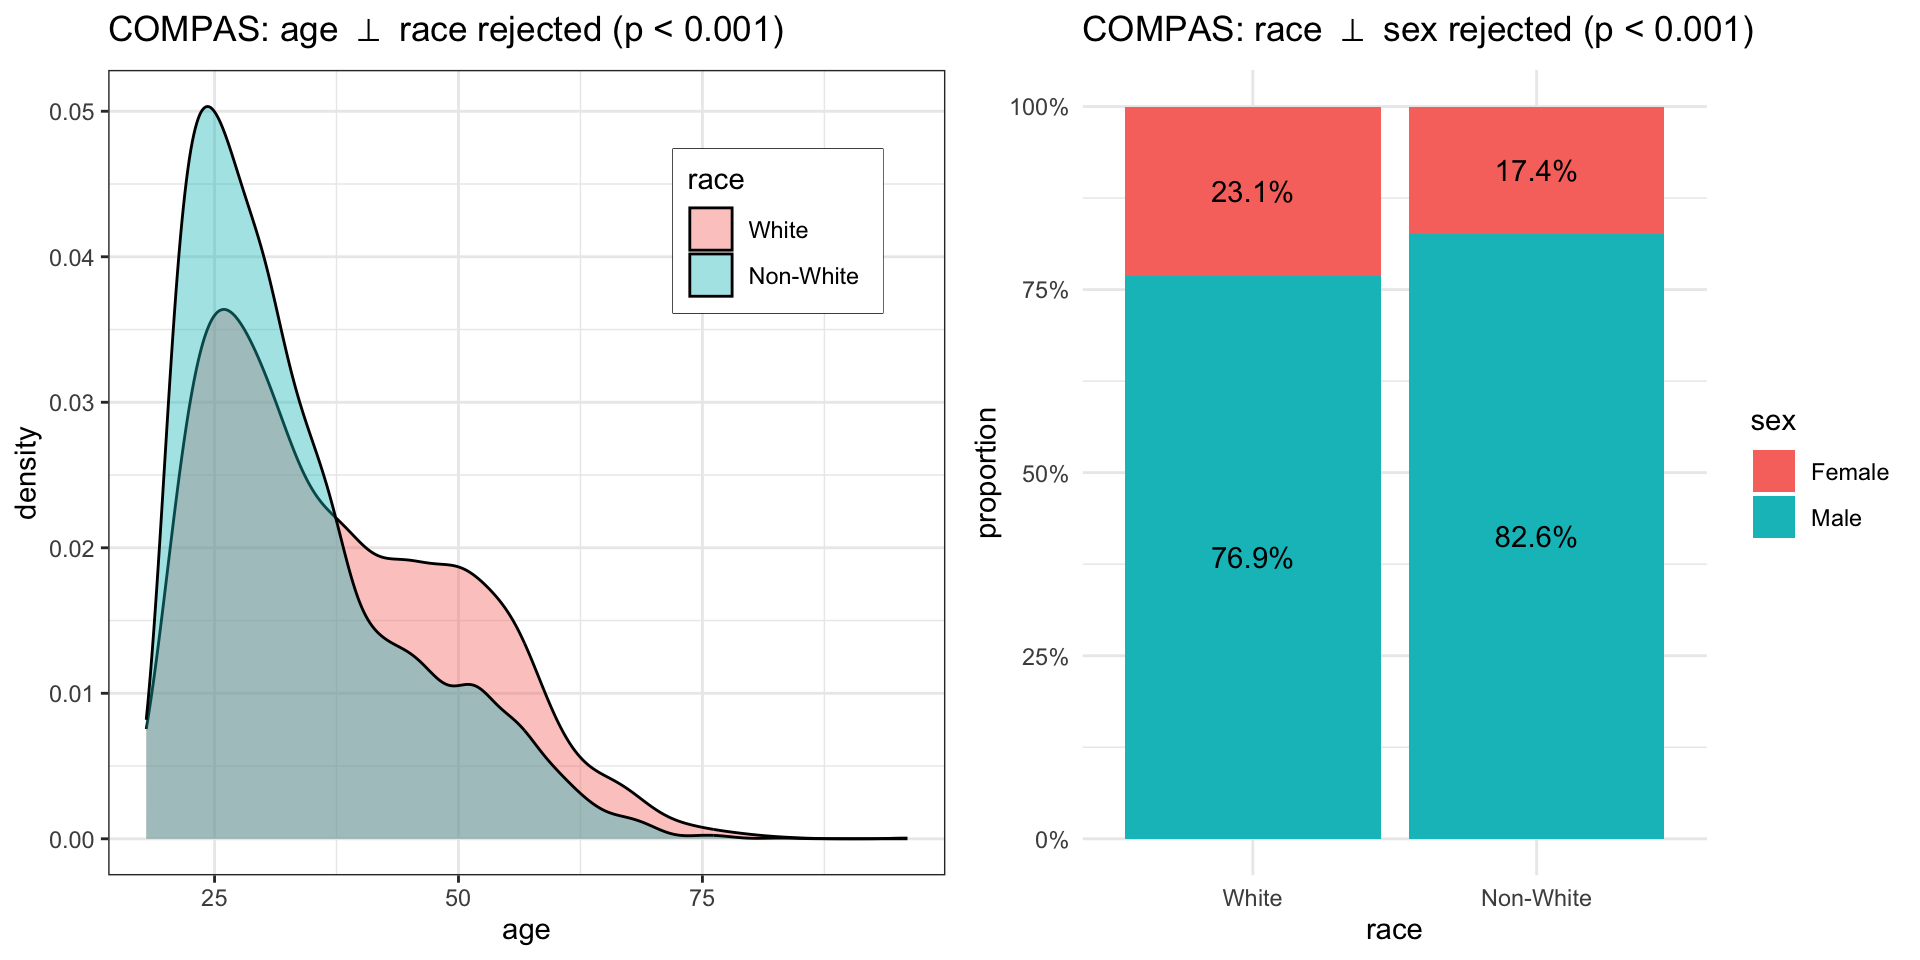 COMPAS: age ⊥ race rejected (p < 0.001)
0.05
0.04
0.03
0.02
0.01
0.00
density
25
50
75
age
race
White
Non-White
COMPAS: race ⊥ sex rejected (p < 0.001)
100%
75%
50%
25%
0%
proportion
23.1%
17.4%
76.9%
82.6%
White
Non-White
race
sex
Female
Male